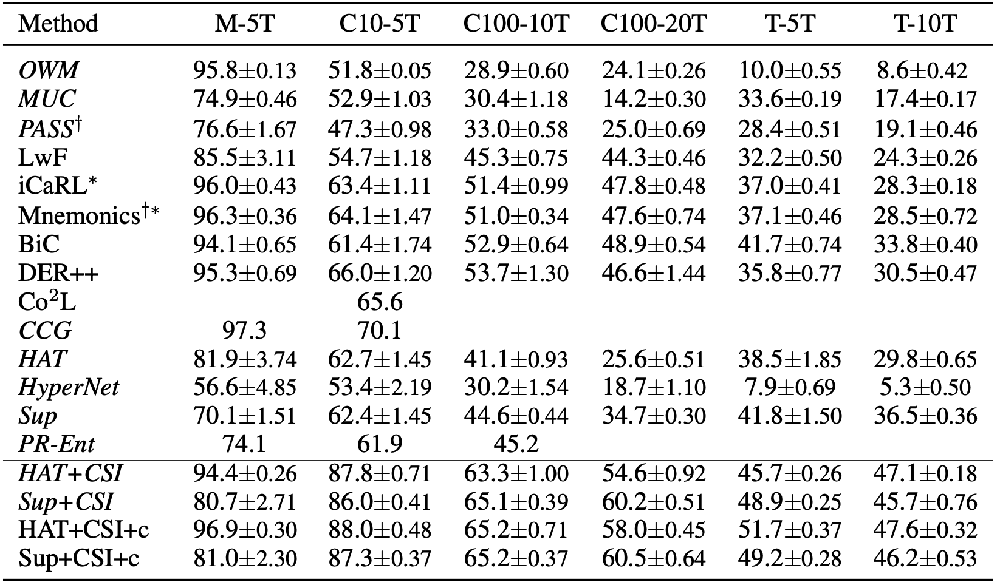 Method M-5T C10-5T C100-10T C100-20T T-5T T-10T
OWM 95.8±0.13 51.8±0.05 28.9±0.60 24.1±0.26 10.0±0.55 8.6±0.42
MUC 74.9±0.46 52.9±1.03 30.4±1.18 14.2±0.30 33.6±0.19 17.4±0.17
PASS† 76.6±1.67 47.3±0.98 33.0±0.58 25.0±0.69 28.4±0.51 19.1±0.46
LwF 85.5±3.11 54.7±1.18 45.3±0.75 44.3±0.46 32.2±0.50 24.3±0.26
iCaRL* 96.0±0.43 63.4±1.11 51.4±0.99 47.8±0.48 37.0±0.41 28.3±0.18
Mnemonics†* 96.3±0.36 64.1±1.47 51.0±0.34 47.6±0.74 37.1±0.46 28.5±0.72
BiC 94.1±0.65 61.4±1.74 52.9±0.64 48.9±0.54 41.7±0.74 33.8±0.40
DER++ 95.3±0.69 66.0±1.20 53.7±1.30 46.6±1.44 35.8±0.77 30.5±0.47
Co²L 65.6
CCG 97.3 70.1
HAT 81.9±3.74 62.7±1.45 41.1±0.93 25.6±0.51 38.5±1.85 29.8±0.65
HyperNet 56.6±4.85 53.4±2.19 30.2±1.54 18.7±1.10 7.9±0.69 5.3±0.50
Sup 70.1±1.51 62.4±1.45 44.6±0.44 34.7±0.30 41.8±1.50 36.5±0.36
PR-Ent 74.1 61.9 45.2
HAT+CSI 94.4±0.26 87.8±0.71 63.3±1.00 54.6±0.92 45.7±0.26 47.1±0.18
Sup+CSI 80.7±2.71 86.0±0.41 65.1±0.39 60.2±0.51 48.9±0.25 45.7±0.76
HAT+CSI+c 96.9±0.30 88.0±0.48 65.2±0.71 58.0±0.45 51.7±0.37 47.6±0.32
Sup+CSI+c 81.0±2.30 87.3±0.37 65.2±0.37 60.5±0.64 49.2±0.28 46.2±0.53